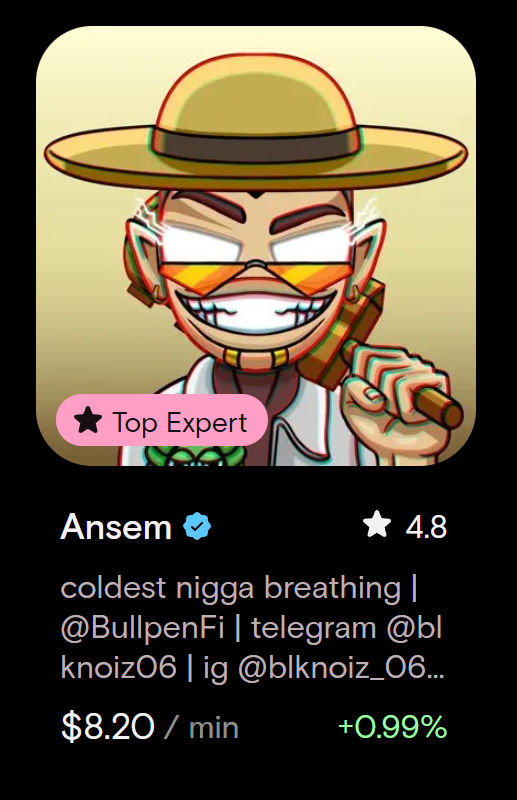 Top Expert
Ansem 4.8
coldest nigga breathing |
@BullpenFi | telegram @bl
knoiz06 | ig @blknoiz_06...
$8.20 / min +0.99%